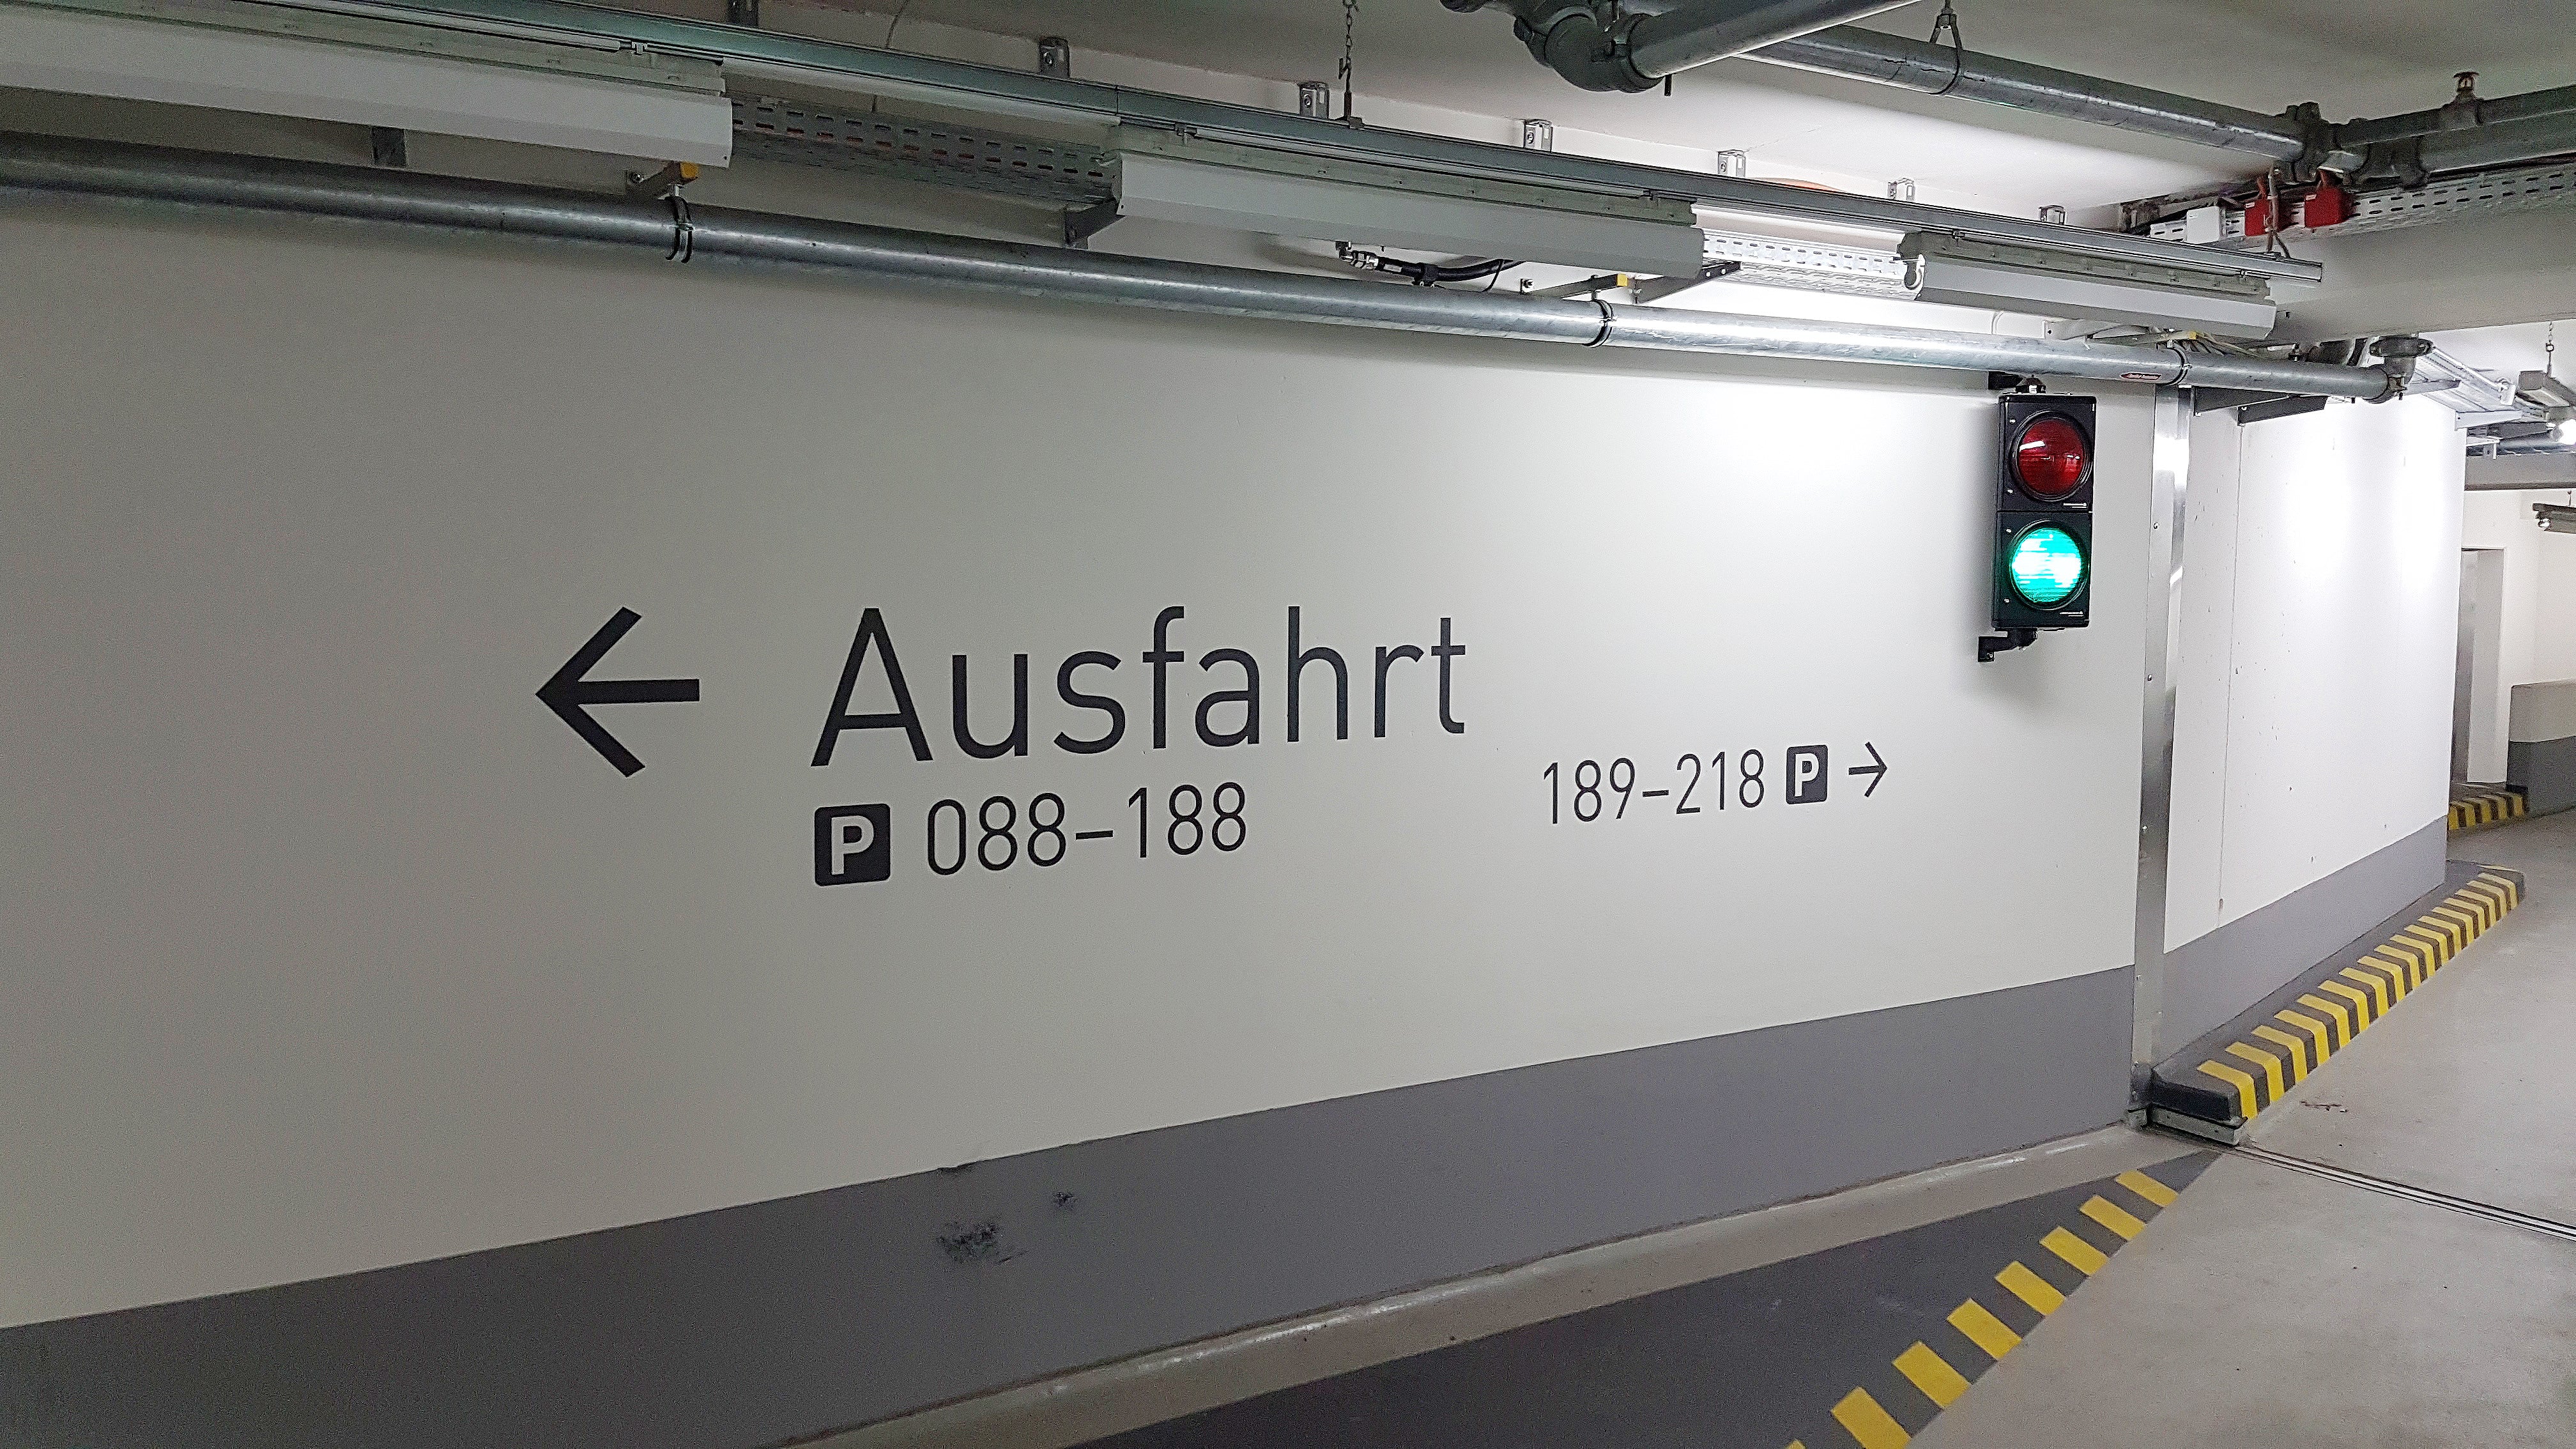 ← Ausfahrt
P 088–188
189–218 P →